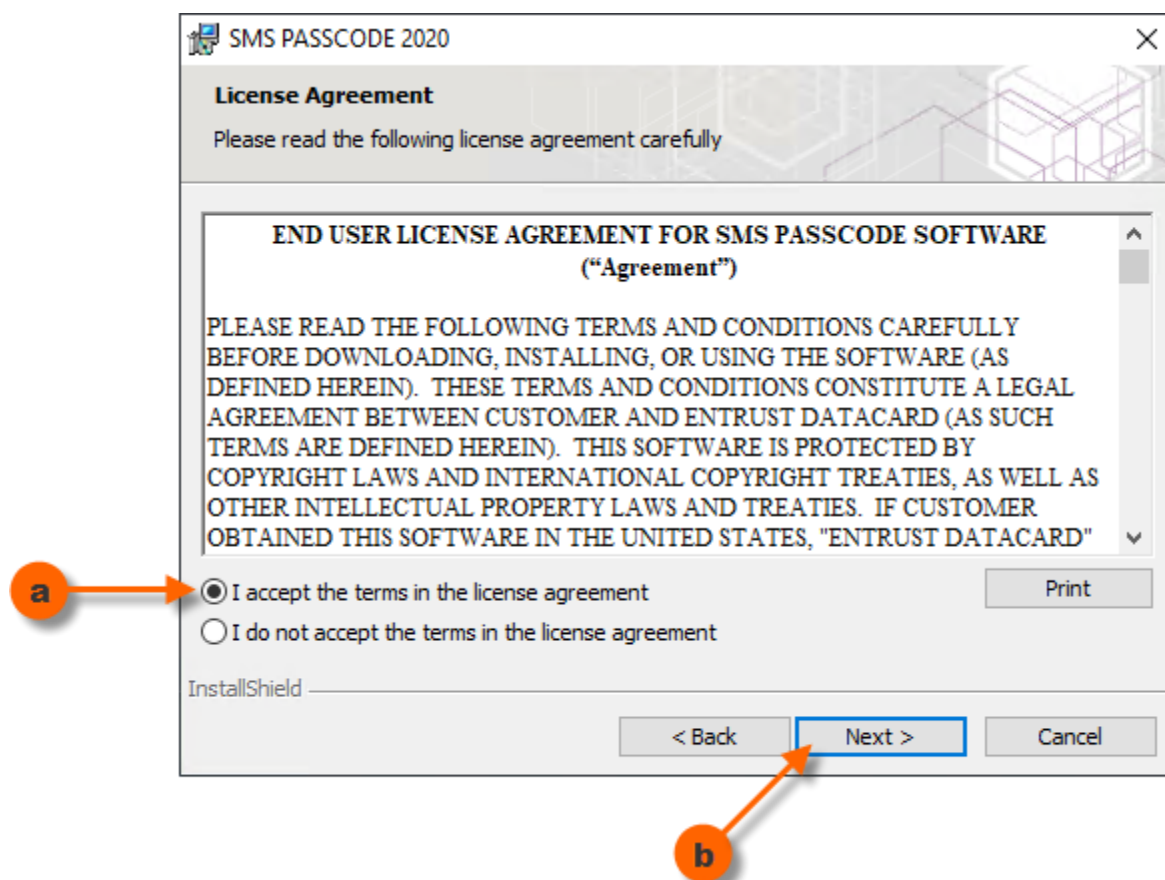 SMS PASSCODE 2020
License Agreement
Please read the following license agreement carefully
END USER LICENSE AGREEMENT FOR SMS PASSCODE SOFTWARE
(“Agreement”)
PLEASE READ THE FOLLOWING TERMS AND CONDITIONS CAREFULLY
BEFORE DOWNLOADING, INSTALLING, OR USING THE SOFTWARE (AS
DEFINED HEREIN).  THESE TERMS AND CONDITIONS CONSTITUTE A LEGAL
AGREEMENT BETWEEN CUSTOMER AND ENTRUST DATACARD (AS SUCH
TERMS ARE DEFINED HEREIN).  THIS SOFTWARE IS PROTECTED BY
COPYRIGHT LAWS AND INTERNATIONAL COPYRIGHT TREATIES, AS WELL AS
OTHER INTELLECTUAL PROPERTY LAWS AND TREATIES.  IF CUSTOMER
OBTAINED THIS SOFTWARE IN THE UNITED STATES, "ENTRUST DATACARD"
a
I accept the terms in the license agreement
Print
I do not accept the terms in the license agreement
InstallShield
< Back
Next >
Cancel
b